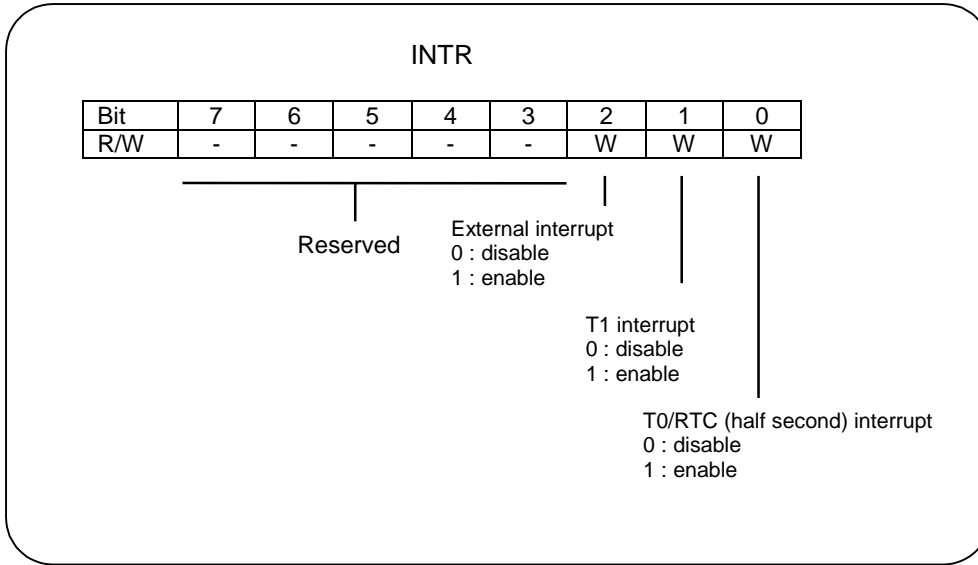 INTR
Bit 7 6 5 4 3 2 1 0
R/W - - - - - W W W
Reserved
External interrupt
0 : disable
1 : enable
T1 interrupt
0 : disable
1 : enable
T0/RTC (half second) interrupt
0 : disable
1 : enable